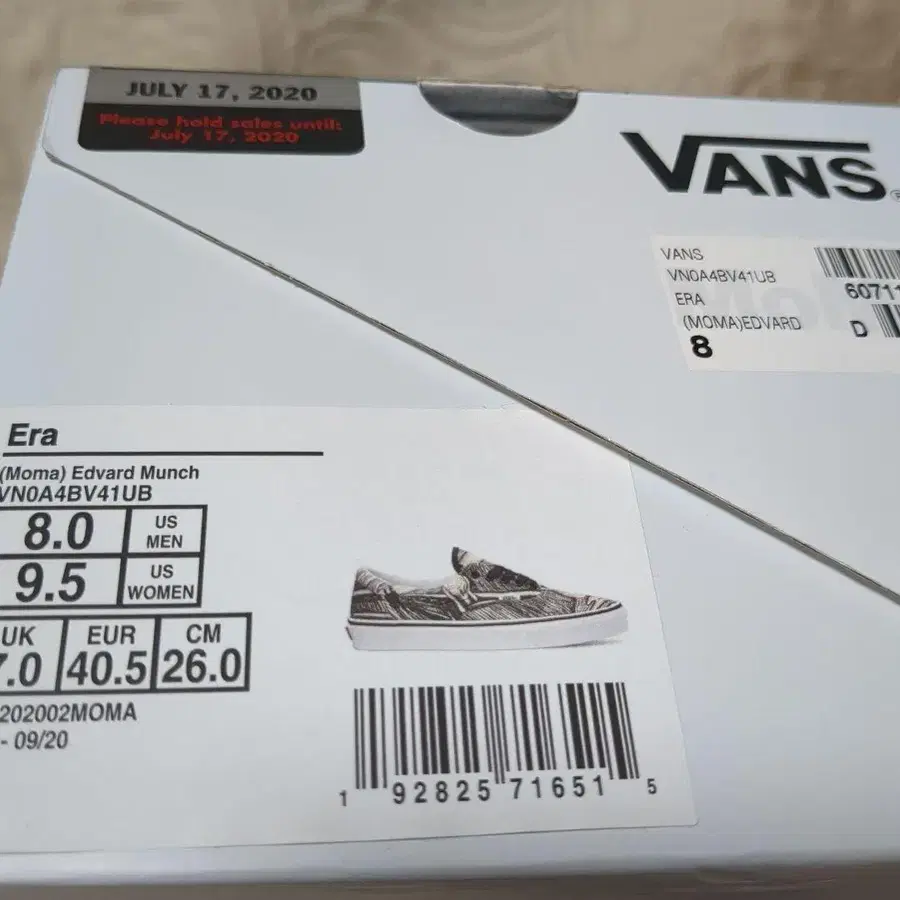 JULY 17, 2020
Please hold sales until:
July 17, 2020
VANS
VANS
VN0A4BV41UB
ERA
(MOMA)EDVARD
8
60711
D
Era
(Moma) Edvard Munch
VN0A4BV41UB
8.0 US MEN
9.5 US WOMEN
UK EUR CM
7.0 40.5 26.0
202002MOMA
- 09/20
1 92825 71651 5